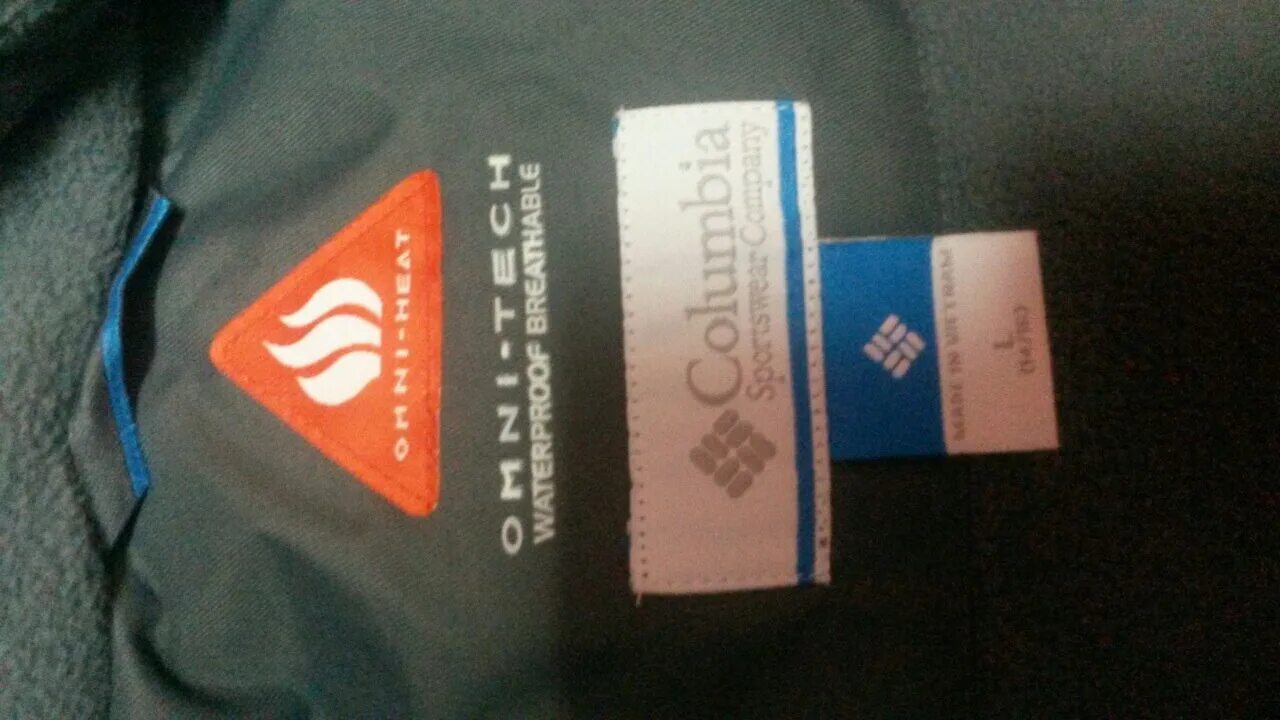 OMNI-HEAT
OMNI-TECH
WATERPROOF BREATHABLE
Columbia
Sportswear Company
MADE IN VIETNAM
L